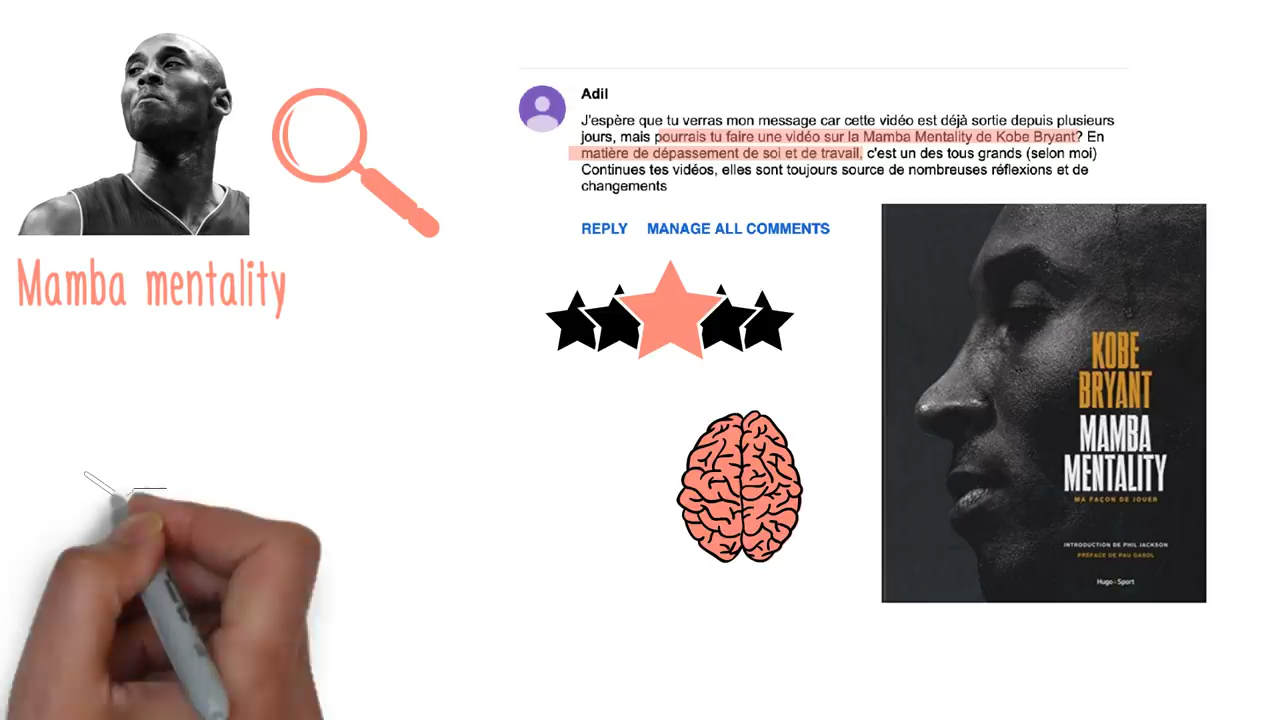 Adil
J'espère que tu verras mon message car cette vidéo est déjà sortie depuis plusieurs
jours, mais pourrais tu faire une vidéo sur la Mamba Mentality de Kobe Bryant? En
matière de dépassement de soi et de travail, c'est un des tous grands (selon moi)
Continues tes vidéos, elles sont toujours source de nombreuses réflexions et de
changements
REPLY MANAGE ALL COMMENTS
Mamba mentality
KOBE
BRYANT
MAMBA
MENTALITY
MA FAÇON DE JOUER
INTRODUCTION DE PHIL JACKSON
PRÉFACE DE PAU GASOL
Hugo+Sport